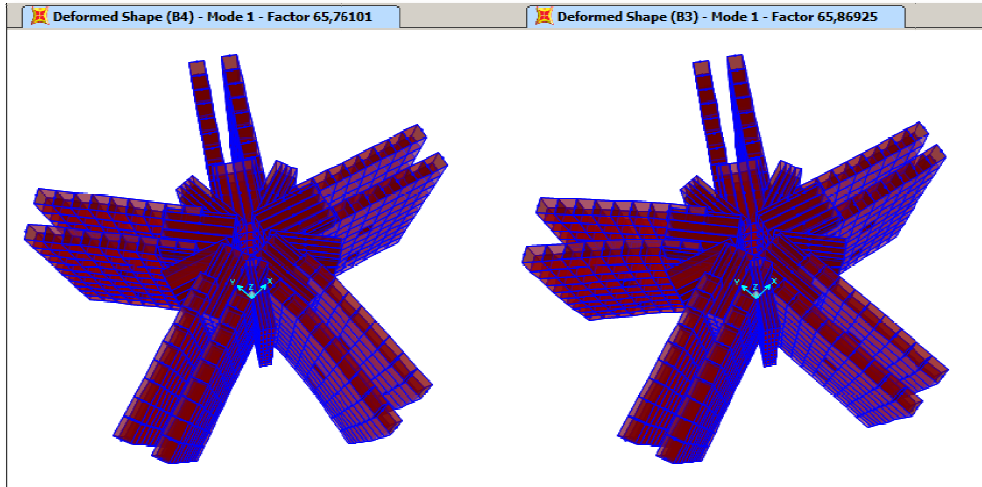 Deformed Shape (B4) - Mode 1 - Factor 65,76101
Deformed Shape (B3) - Mode 1 - Factor 65,86925
Y Z X
Y Z X